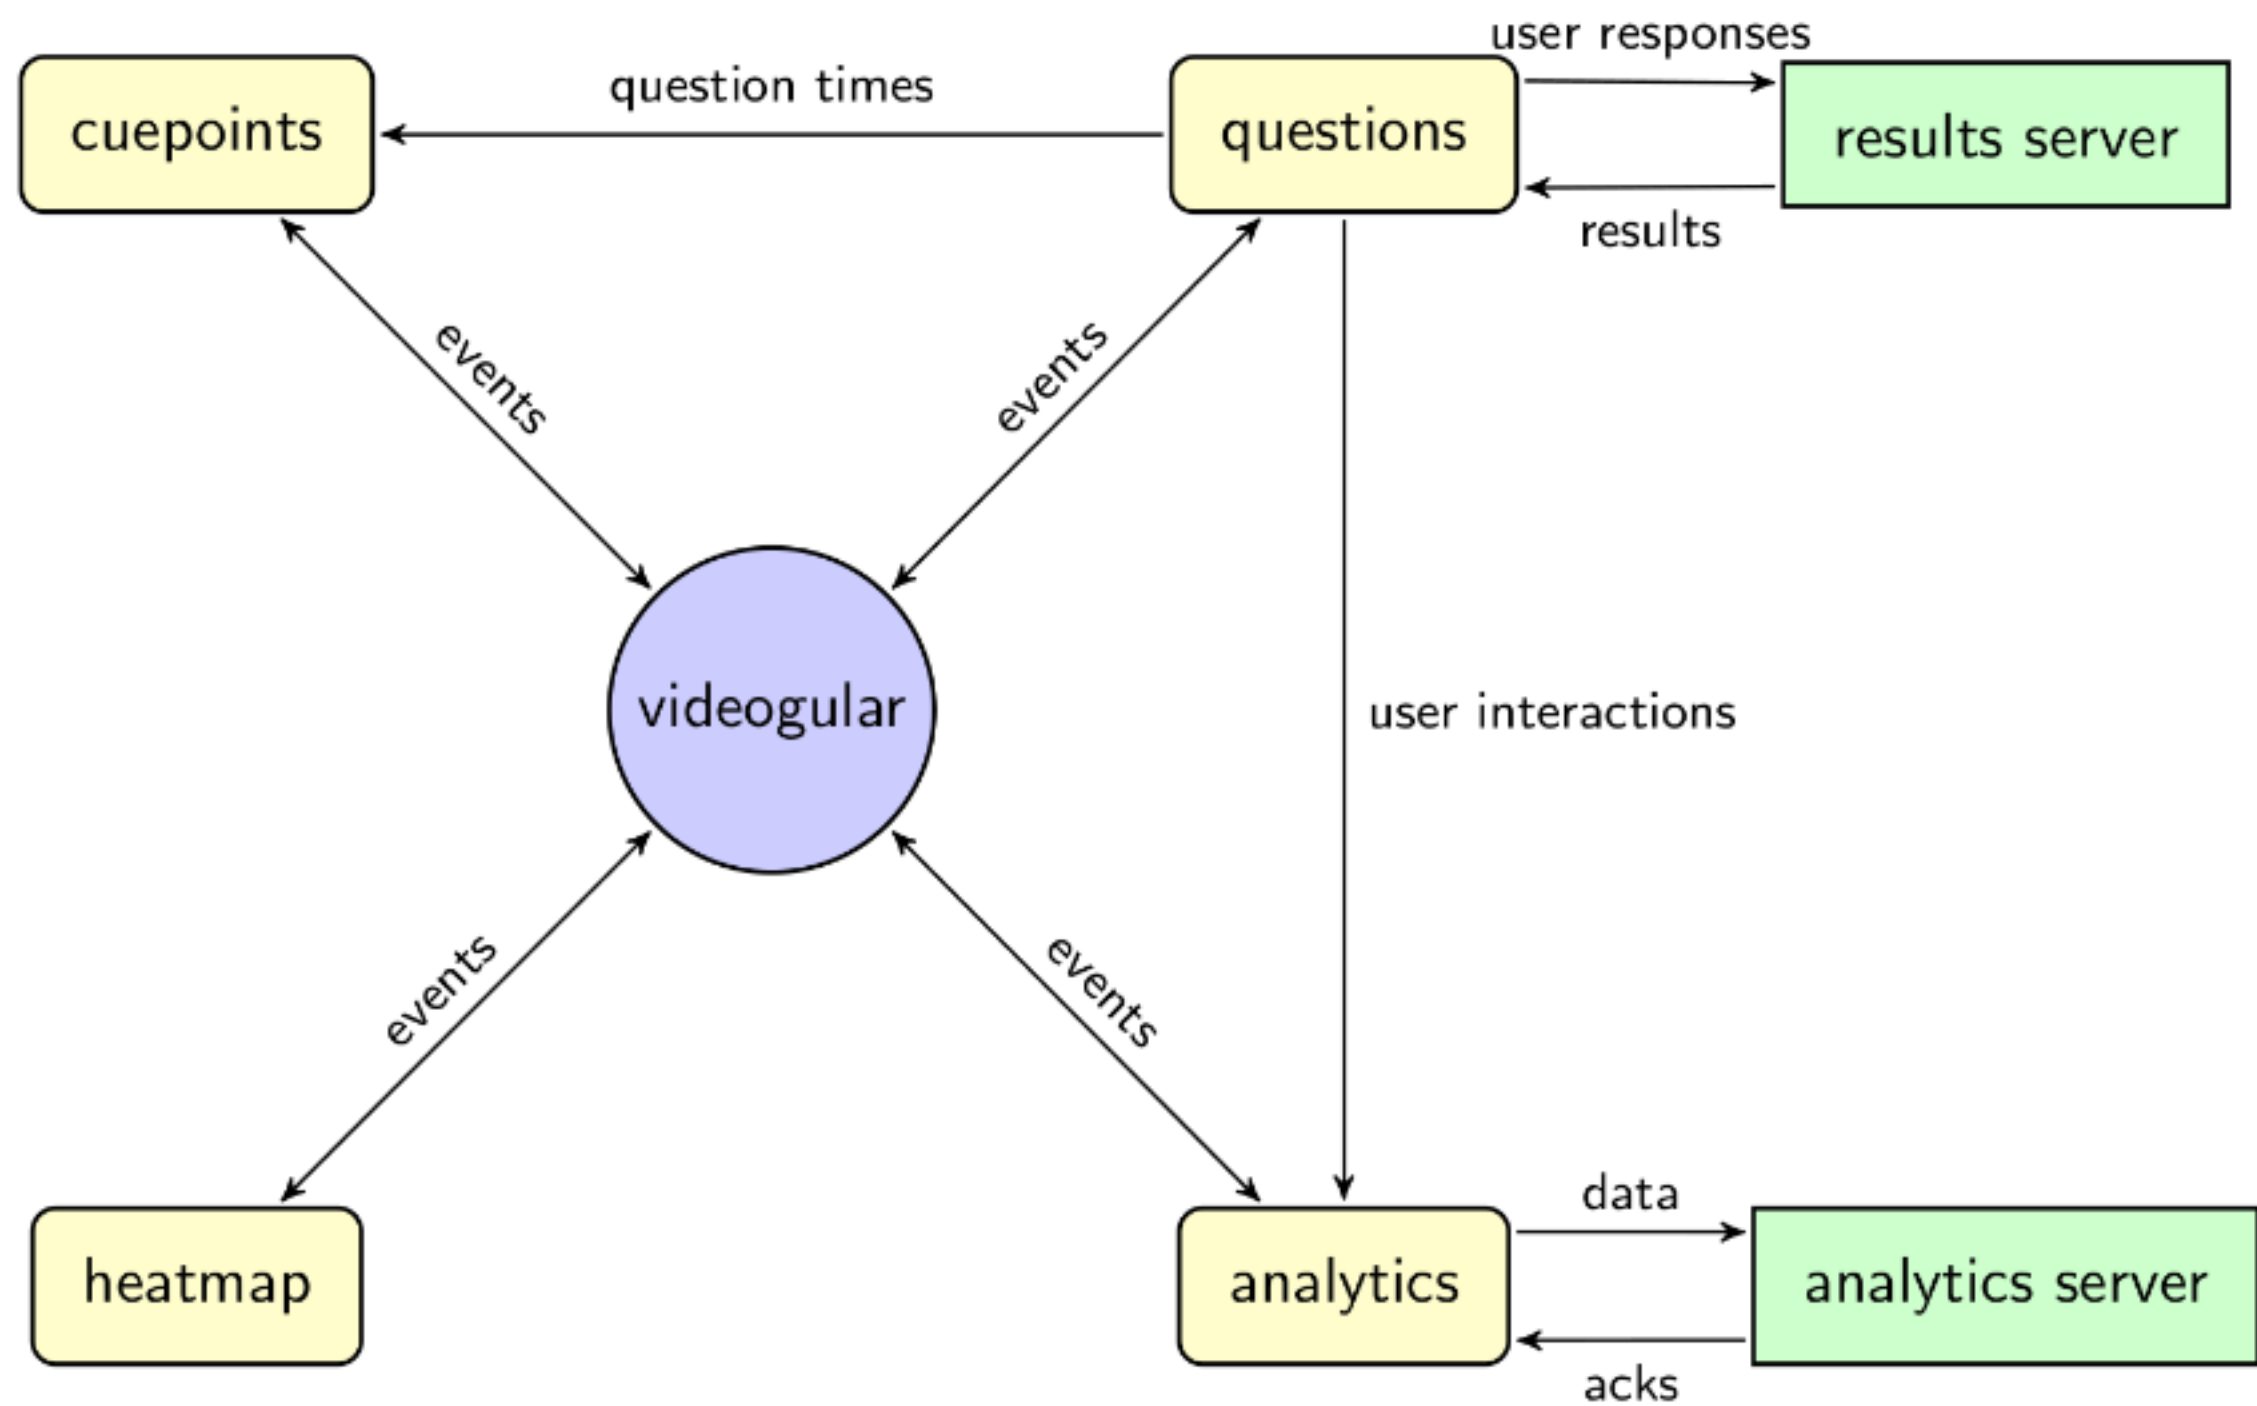 user responses
question times
cuepoints
questions
results server
results
events
events
videogular
user interactions
events
events
data
heatmap
analytics
analytics server
acks